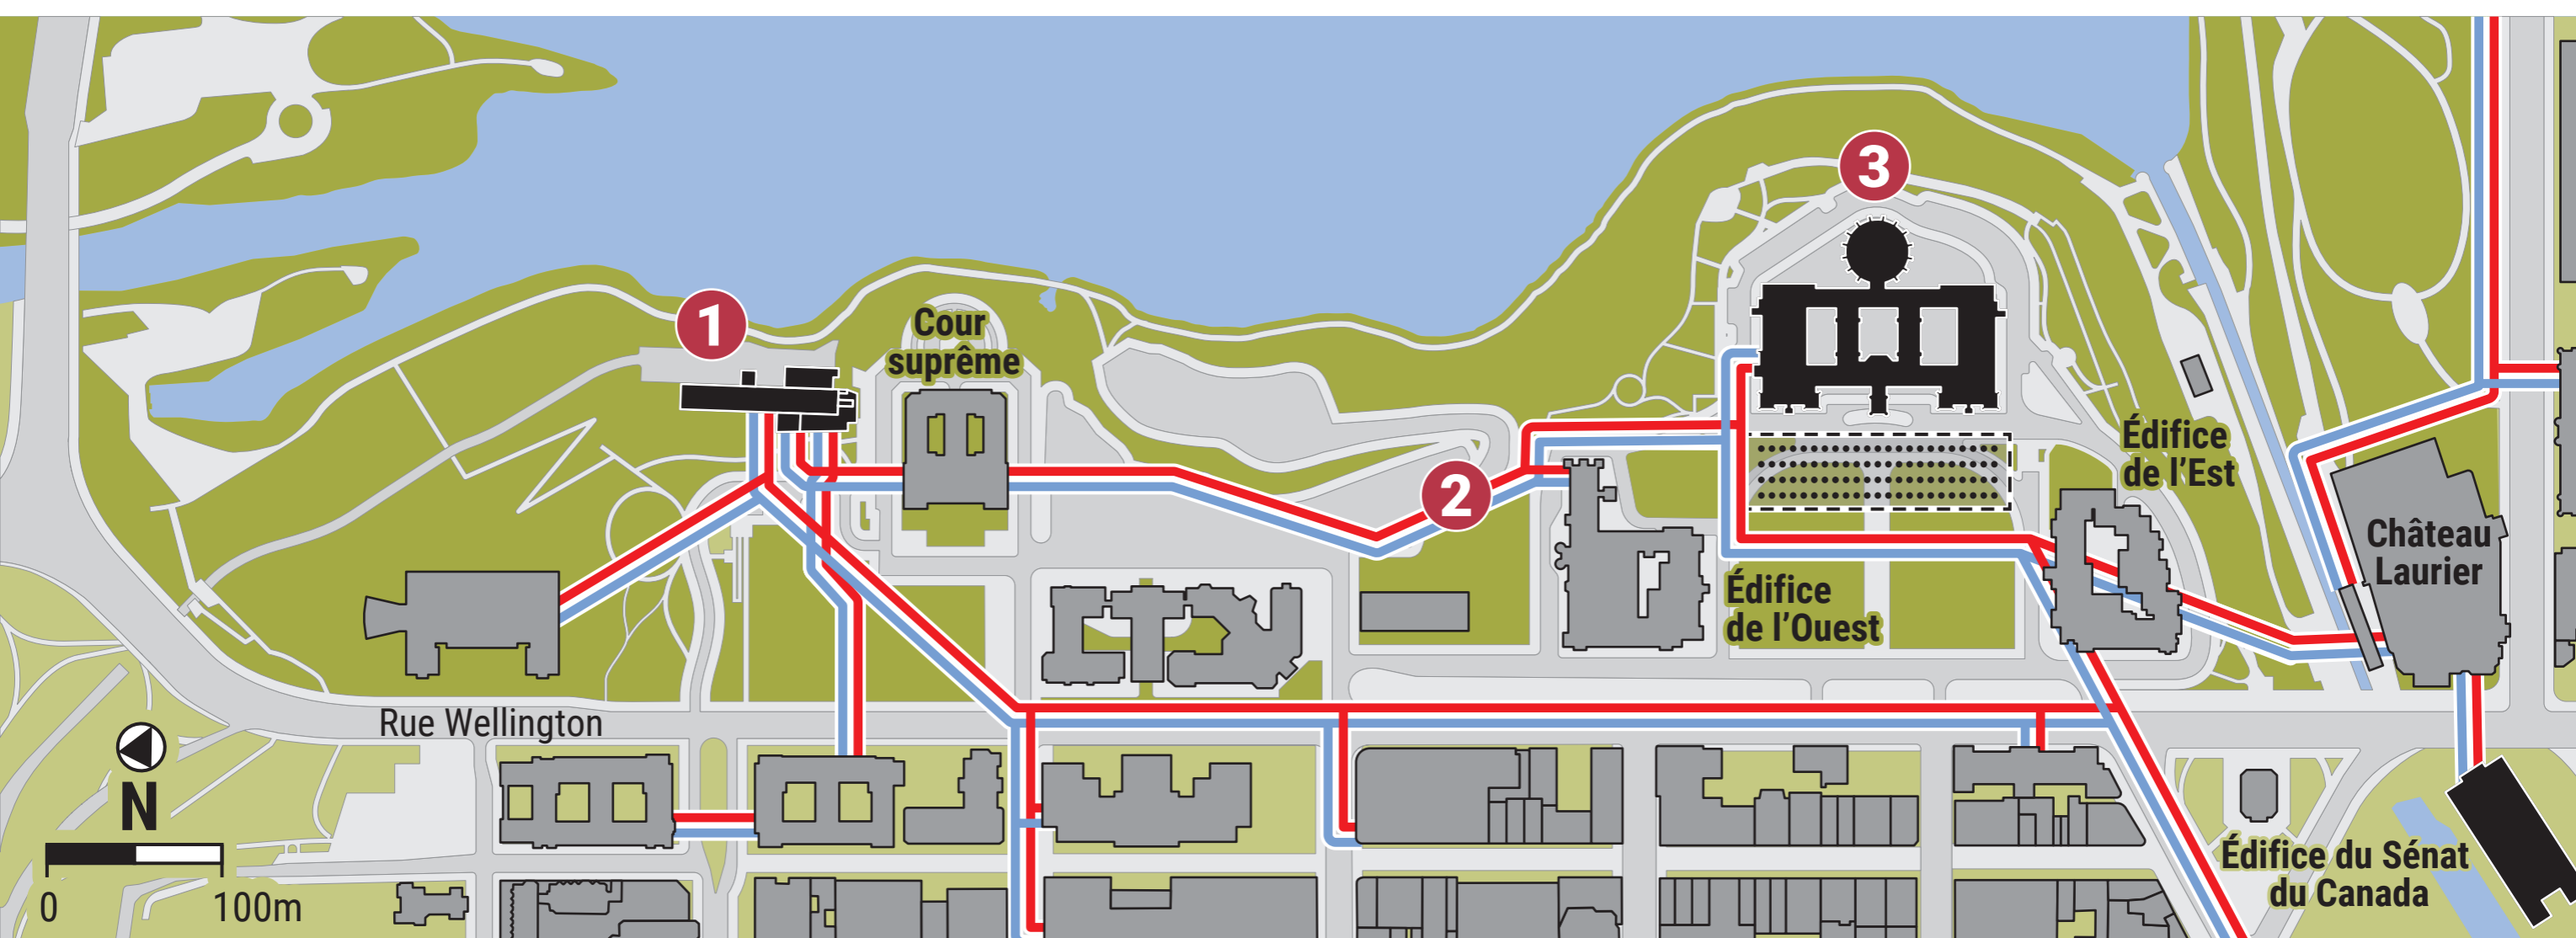 3
1
Cour
suprême
Édifice
de l'Est
2
Château
Laurier
Édifice
de l'Ouest
Rue Wellington
N
0
100m
Édifice du Sénat
du Canada